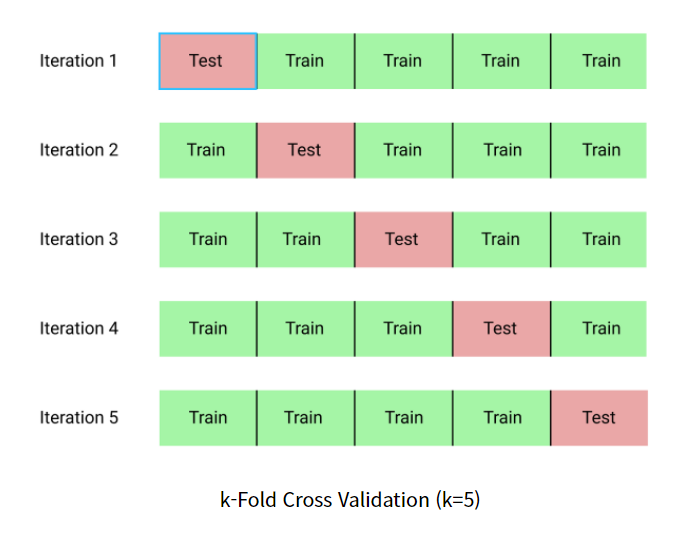 Iteration 1 Test Train Train Train Train
Iteration 2 Train Test Train Train Train
Iteration 3 Train Train Test Train Train
Iteration 4 Train Train Train Test Train
Iteration 5 Train Train Train Train Test
k-Fold Cross Validation (k=5)